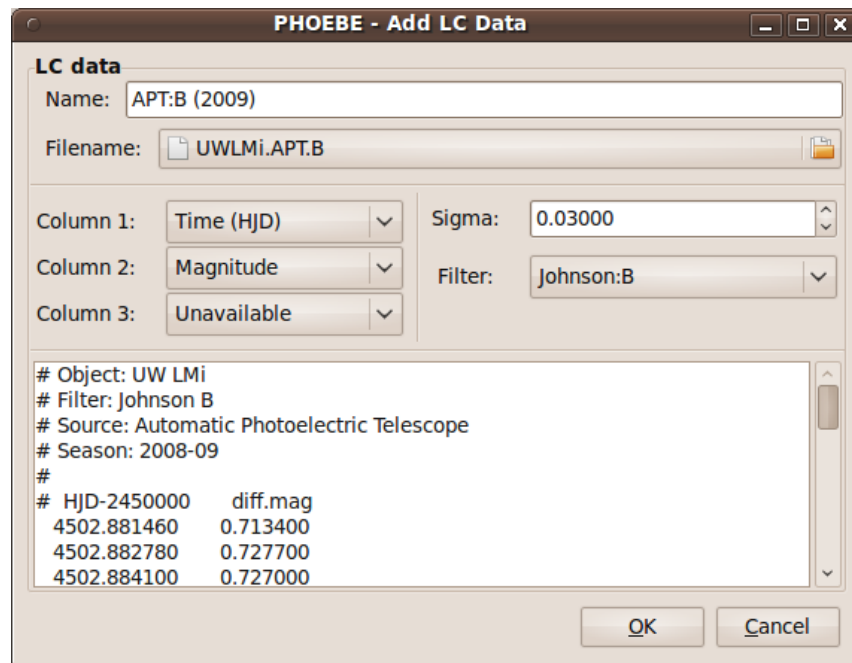 PHOEBE - Add LC Data
LC data
Name: APT:B (2009)
Filename: UWLMi.APT.B
Column 1: Time (HJD) Sigma: 0.03000
Column 2: Magnitude Filter: Johnson:B
Column 3: Unavailable
# Object: UW LMi
# Filter: Johnson B
# Source: Automatic Photoelectric Telescope
# Season: 2008-09
#
# HJD-2450000 diff.mag
4502.881460 0.713400
4502.882780 0.727700
4502.884100 0.727000
OK Cancel